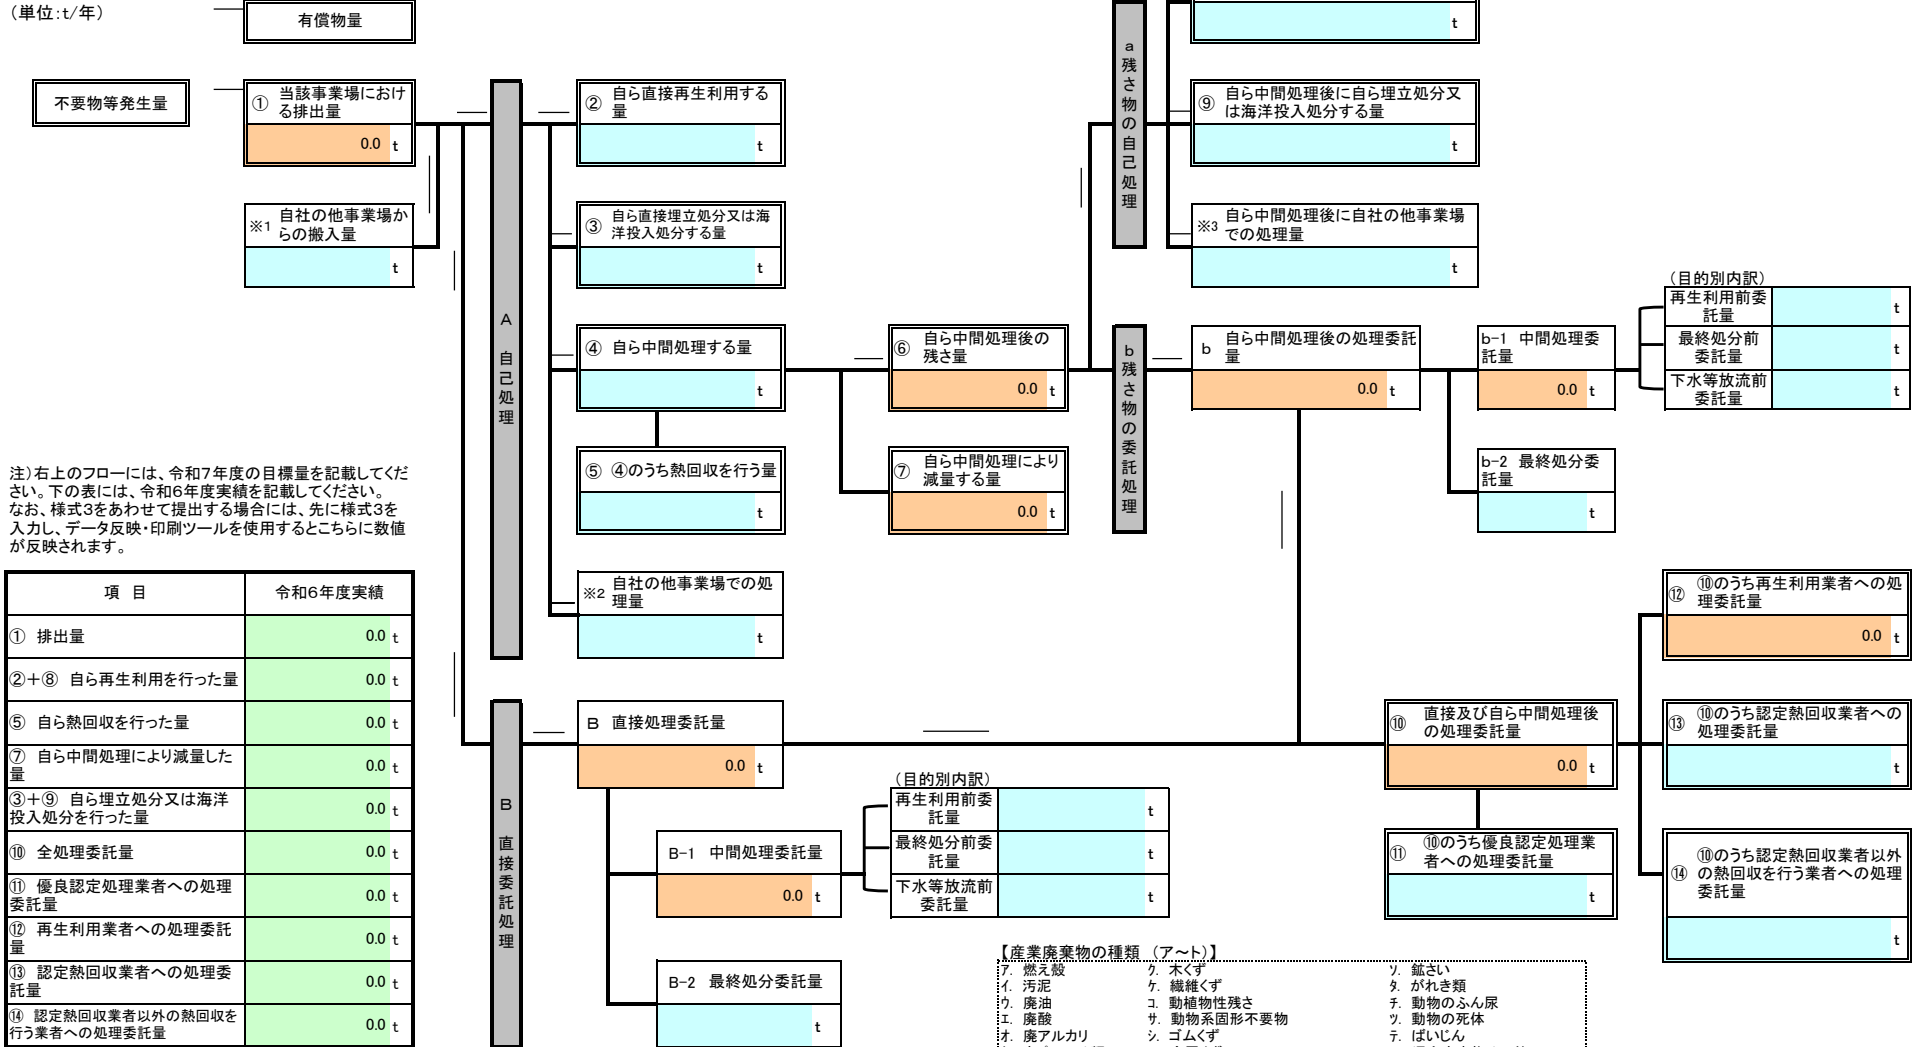 (単位:t/年)
有償物量
t
不要物等発生量
① 当該事業場におけ
る排出量
0.0 t
※1 自社の他事業場か
らの搬入量
t
A 自己処理
② 自ら直接再生利用する
量
t
③ 自ら直接埋立処分又は海
洋投入処分する量
t
④ 自ら中間処理する量
t
⑤ ④のうち熱回収を行う量
t
※2 自社の他事業場での処
理量
t
⑥ 自ら中間処理後の
残さ量
0.0 t
⑦ 自ら中間処理により
減量する量
0.0 t
a 残さ物の自己処理
⑨ 自ら中間処理後に自ら埋立処分又
は海洋投入処分する量
t
※3 自ら中間処理後に自社の他事業場
での処理量
t
b 残さ物の委託処理
b 自ら中間処理後の処理委託
量
0.0 t
b-1 中間処理委
託量
0.0 t
(目的別内訳)
再生利用前委
託量
t
最終処分前
委託量
t
下水等放流前
委託量
t
b-2 最終処分委
託量
t
注)右上のフローには、令和7年度の目標量を記載してくだ
さい。下の表には、令和6年度実績を記載してください。
なお、様式3をあわせて提出する場合には、先に様式3を
入力し、データ反映・印刷ツールを使用するとこちらに数値
が反映されます。
項 目 令和6年度実績
① 排出量 0.0 t
②+⑧ 自ら再生利用を行った量 0.0 t
⑤ 自ら熱回収を行った量 0.0 t
⑦ 自ら中間処理により減量した
量 0.0 t
③+⑨ 自ら埋立処分又は海洋
投入処分を行った量 0.0 t
⑩ 全処理委託量 0.0 t
⑪ 優良認定処理業者への処理
委託量 0.0 t
⑫ 再生利用業者への処理委託
量 0.0 t
⑬ 認定熱回収業者への処理委
託量 0.0 t
⑭ 認定熱回収業者以外の熱回収を
行う業者への処理委託量 0.0 t
B 直接委託処理
B 直接処理委託量
0.0 t
B-1 中間処理委託量
0.0 t
(目的別内訳)
再生利用前委
託量
t
最終処分前委
託量
t
下水等放流前
委託量
t
B-2 最終処分委託量
t
⑩ 直接及び自ら中間処理後
の処理委託量
0.0 t
⑪ ⑩のうち優良認定処理業
者への処理委託量
t
⑫ ⑩のうち再生利用業者への処
理委託量
0.0 t
⑬ ⑩のうち認定熱回収業者への
処理委託量
t
⑭ ⑩のうち認定熱回収業者以外
の熱回収を行う業者への処理
委託量
t
【産業廃棄物の種類 (ア~ト)】
ア. 燃え殻 ク. 木くず ソ. 鉱さい
イ. 汚泥 ケ. 繊維くず タ. がれき類
ウ. 廃油 コ. 動植物性残さ チ. 動物のふん尿
エ. 廃酸 サ. 動物系固形不要物 ツ. 動物の死体
オ. 廃アルカリ シ. ゴムくず テ. ばいじん